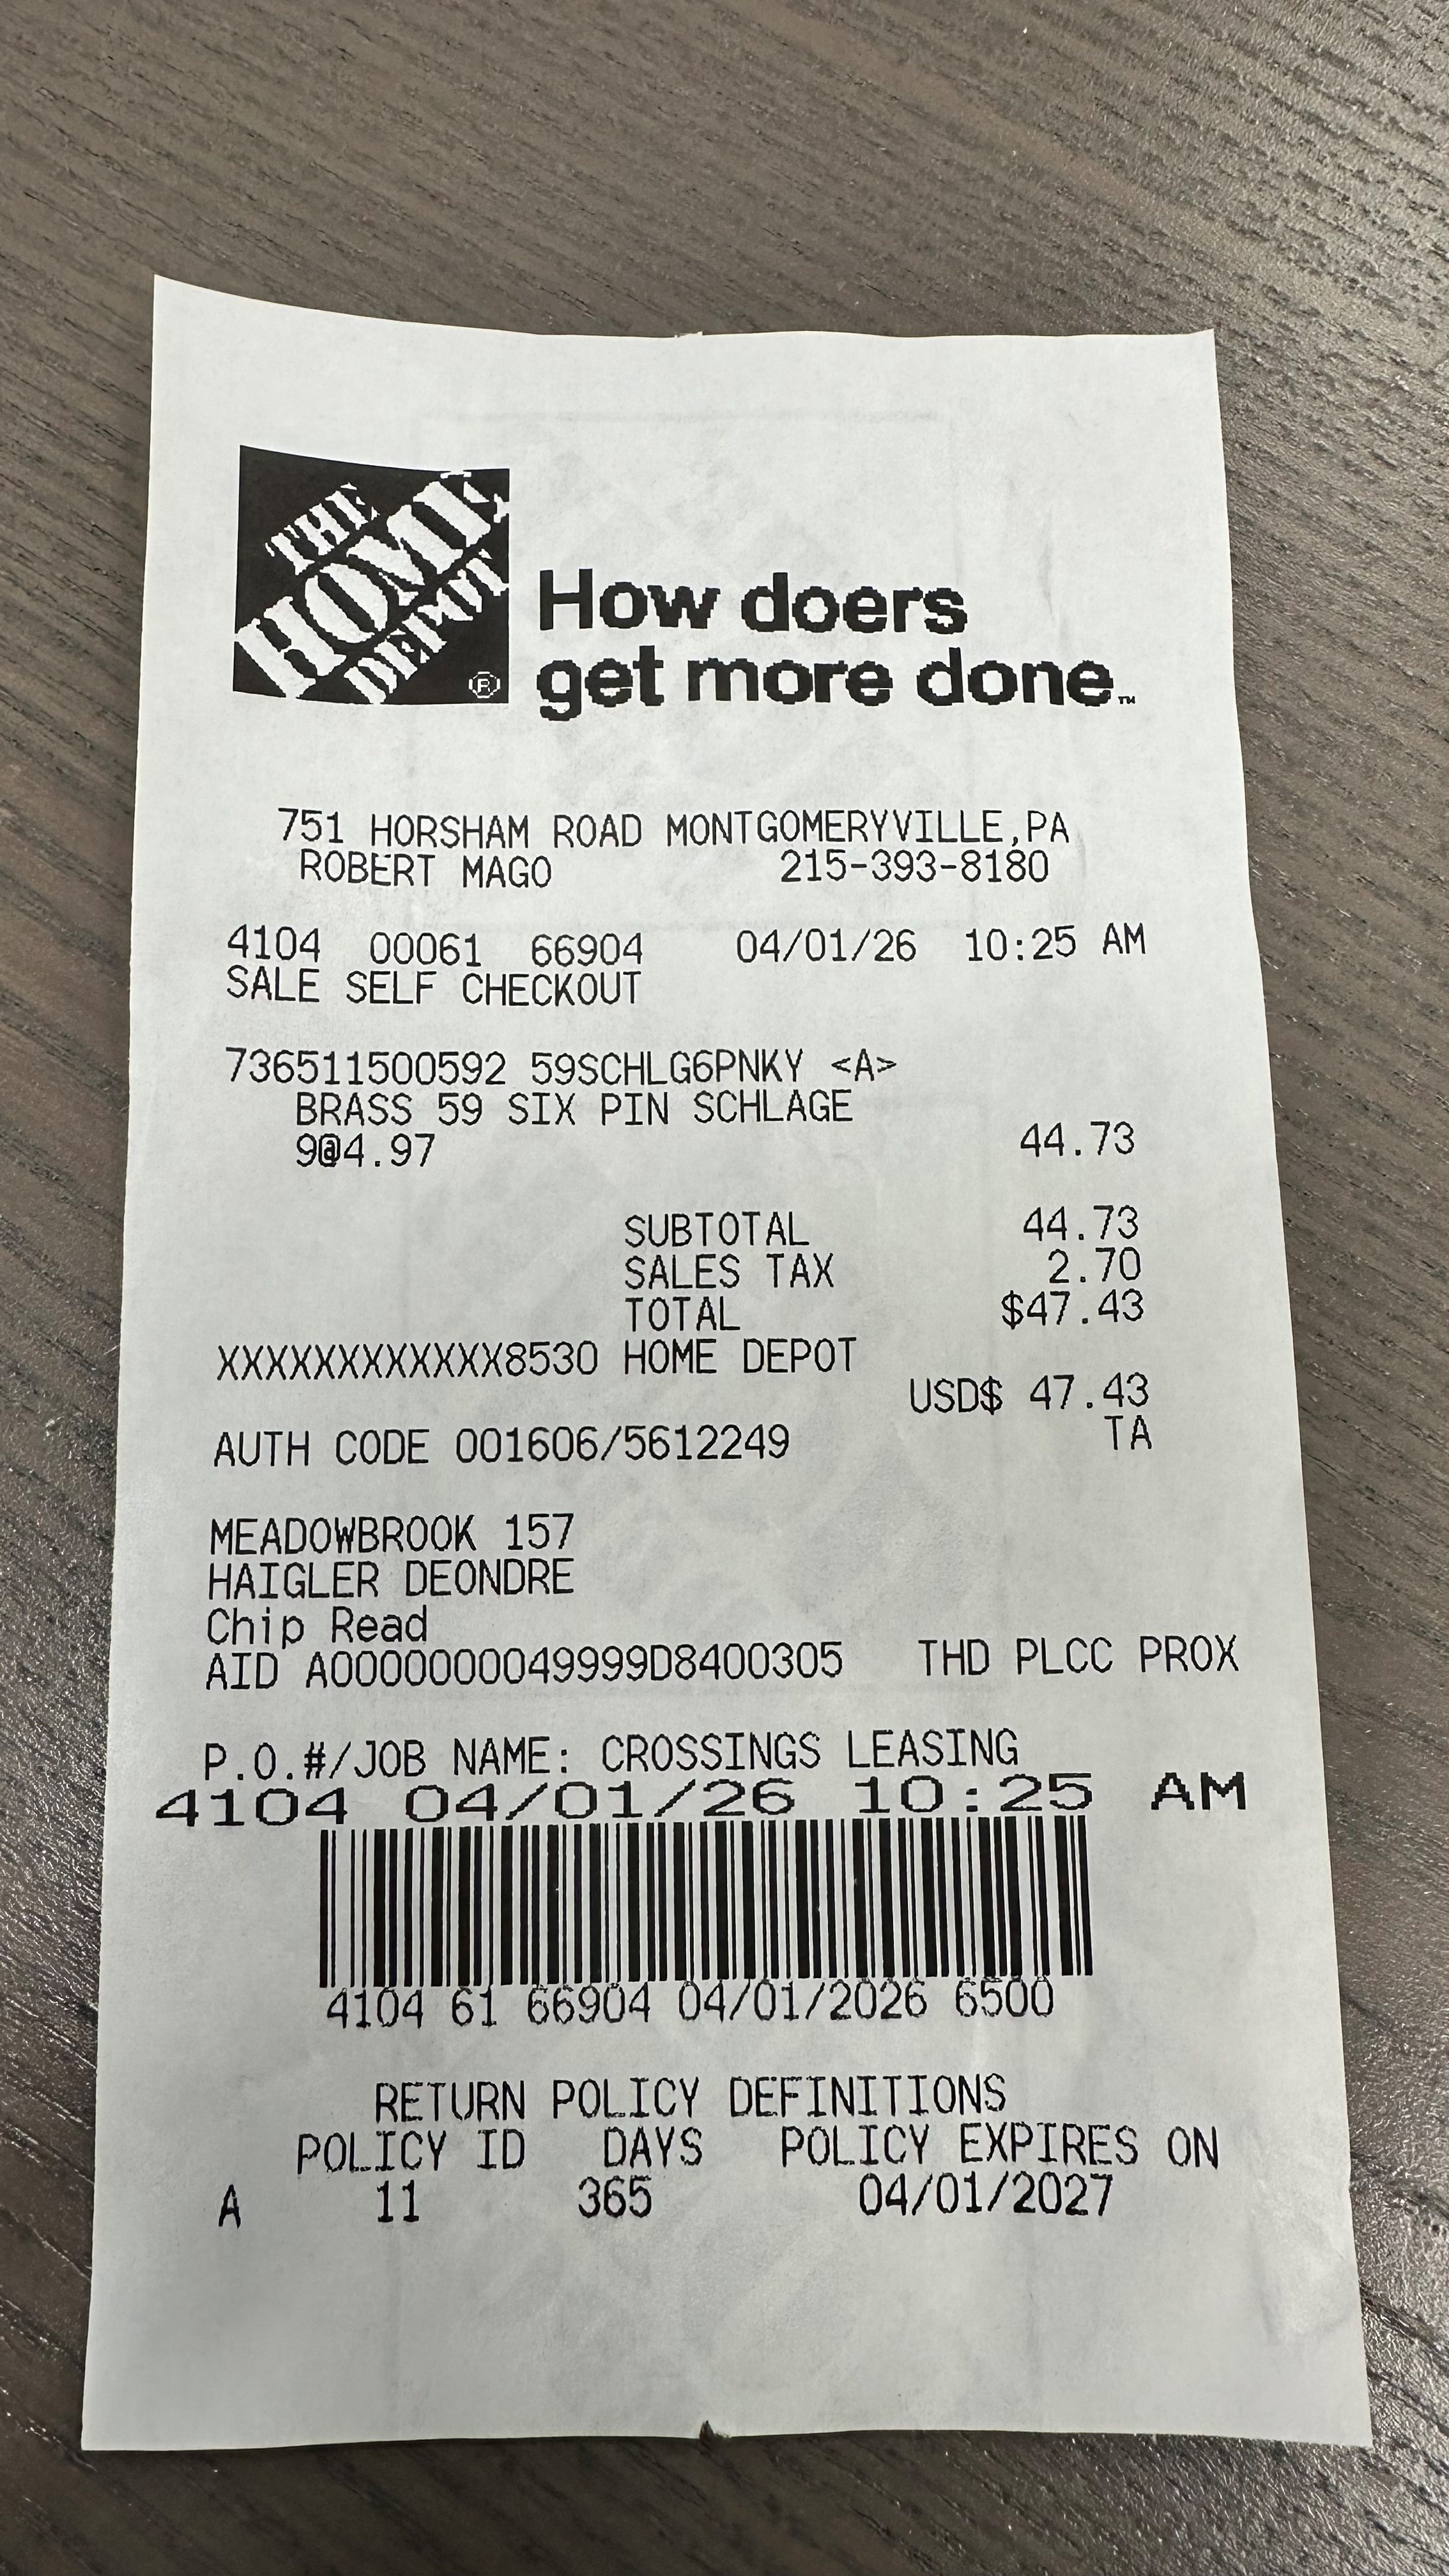 THE
HOME
DEPOT
®
How doers
get more done™
751 HORSHAM ROAD MONTGOMERYVILLE,PA
ROBERT MAGO 215-393-8180
4104 00061 66904 04/01/26 10:25 AM
SALE SELF CHECKOUT
736511500592 59SCHLG6PNKY <A>
BRASS 59 SIX PIN SCHLAGE
9@4.97 44.73
SUBTOTAL 44.73
SALES TAX 2.70
TOTAL $47.43
XXXXXXXXXXXX8530 HOME DEPOT
USD$ 47.43
AUTH CODE 001606/5612249 TA
MEADOWBROOK 157
HAIGLER DEONDRE
Chip Read
AID A0000000049999D8400305 THD PLCC PROX
P.O.#/JOB NAME: CROSSINGS LEASING
4104 04/01/26 10:25 AM
4104 61 66904 04/01/2026 6500
RETURN POLICY DEFINITIONS
POLICY ID DAYS POLICY EXPIRES ON
A 11 365 04/01/2027